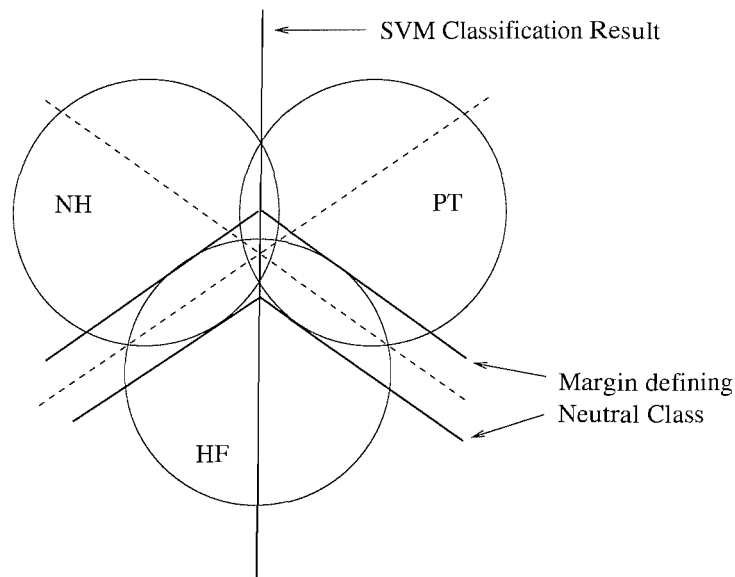 SVM Classification Result
NH
PT
Margin defining
Neutral Class
HF